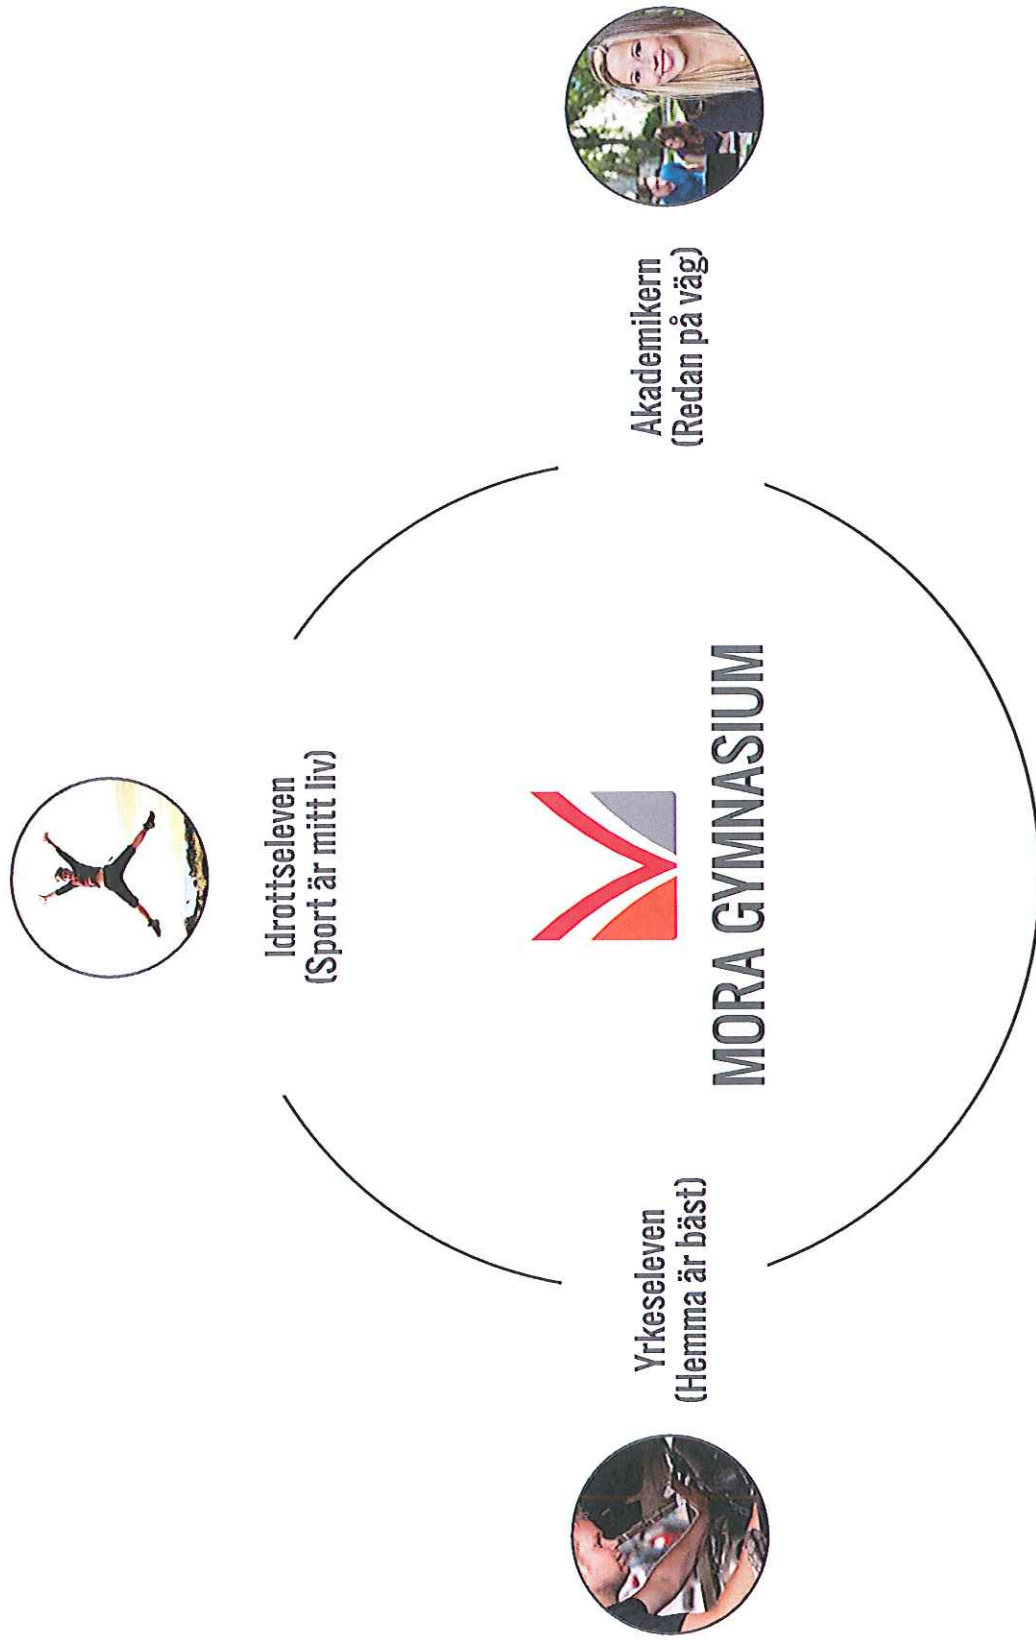 Idrottseleven
(Sport är mitt liv)
Yrkeseleven
(Hemma är bäst)
Akademikern
(Redan på väg)
MORA GYMNASIUM